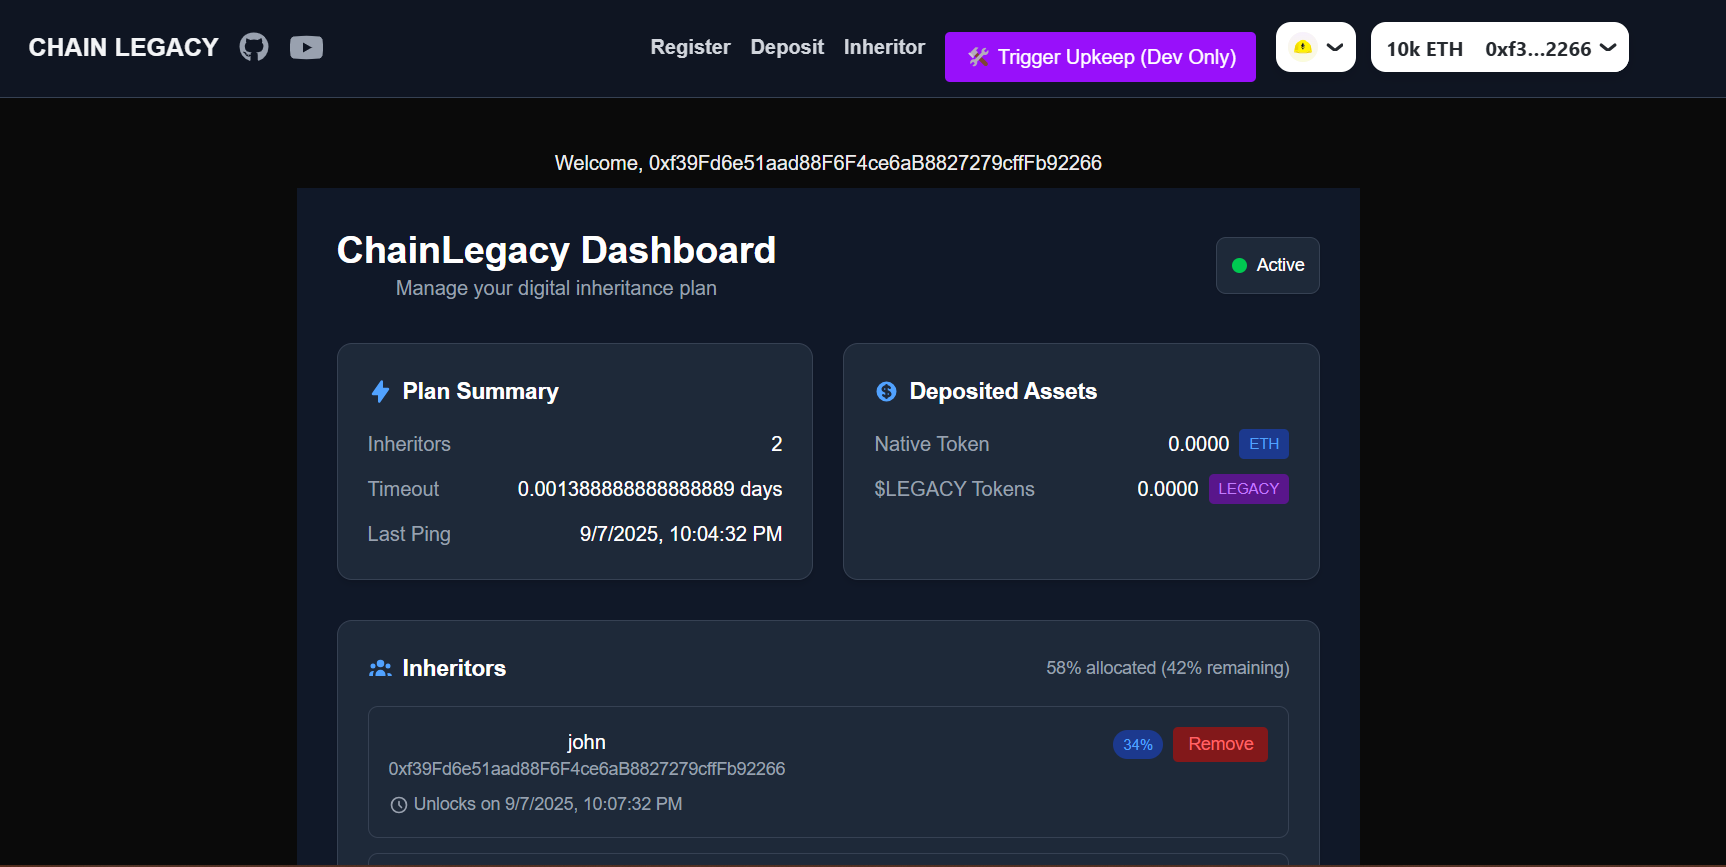 CHAIN LEGACY Register Deposit Inheritor 🛠️ Trigger Upkeep (Dev Only) 10k ETH 0xf3...2266
Welcome, 0xf39Fd6e51aad88F6F4ce6aB8827279cffFb92266
ChainLegacy Dashboard
Manage your digital inheritance plan
Active
Plan Summary
Inheritors 2
Timeout 0.001388888888888889 days
Last Ping 9/7/2025, 10:04:32 PM
Deposited Assets
Native Token 0.0000 ETH
$LEGACY Tokens 0.0000 LEGACY
Inheritors 58% allocated (42% remaining)
john 34% Remove
0xf39Fd6e51aad88F6F4ce6aB8827279cffFb92266
Unlocks on 9/7/2025, 10:07:32 PM